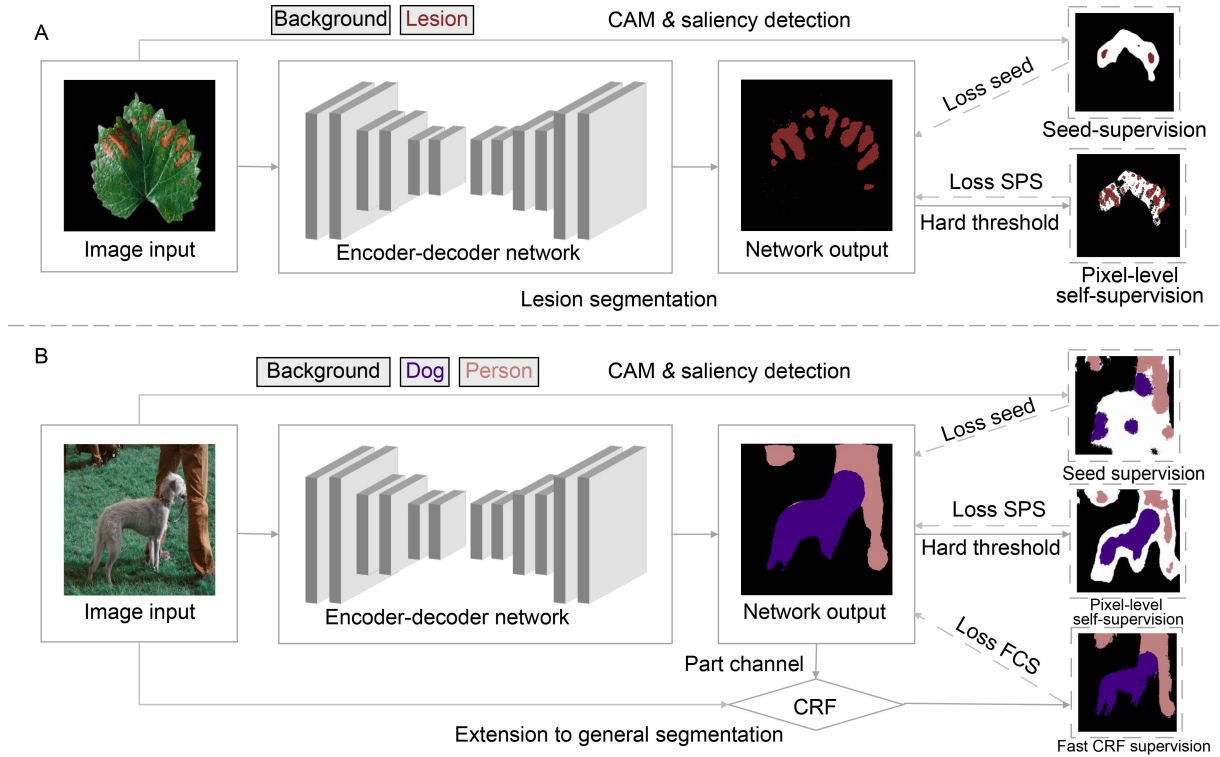 A
Background
Lesion
CAM & saliency detection
Loss seed
Seed-supervision
Loss SPS
Hard threshold
Image input
Encoder-decoder network
Network output
Pixel-level
self-supervision
Lesion segmentation
B
Background
Dog
Person
CAM & saliency detection
Loss seed
Seed supervision
Loss SPS
Hard threshold
Image input
Encoder-decoder network
Network output
Pixel-level
self-supervision
Loss FCS
Part channel
CRF
Extension to general segmentation
Fast CRF supervision